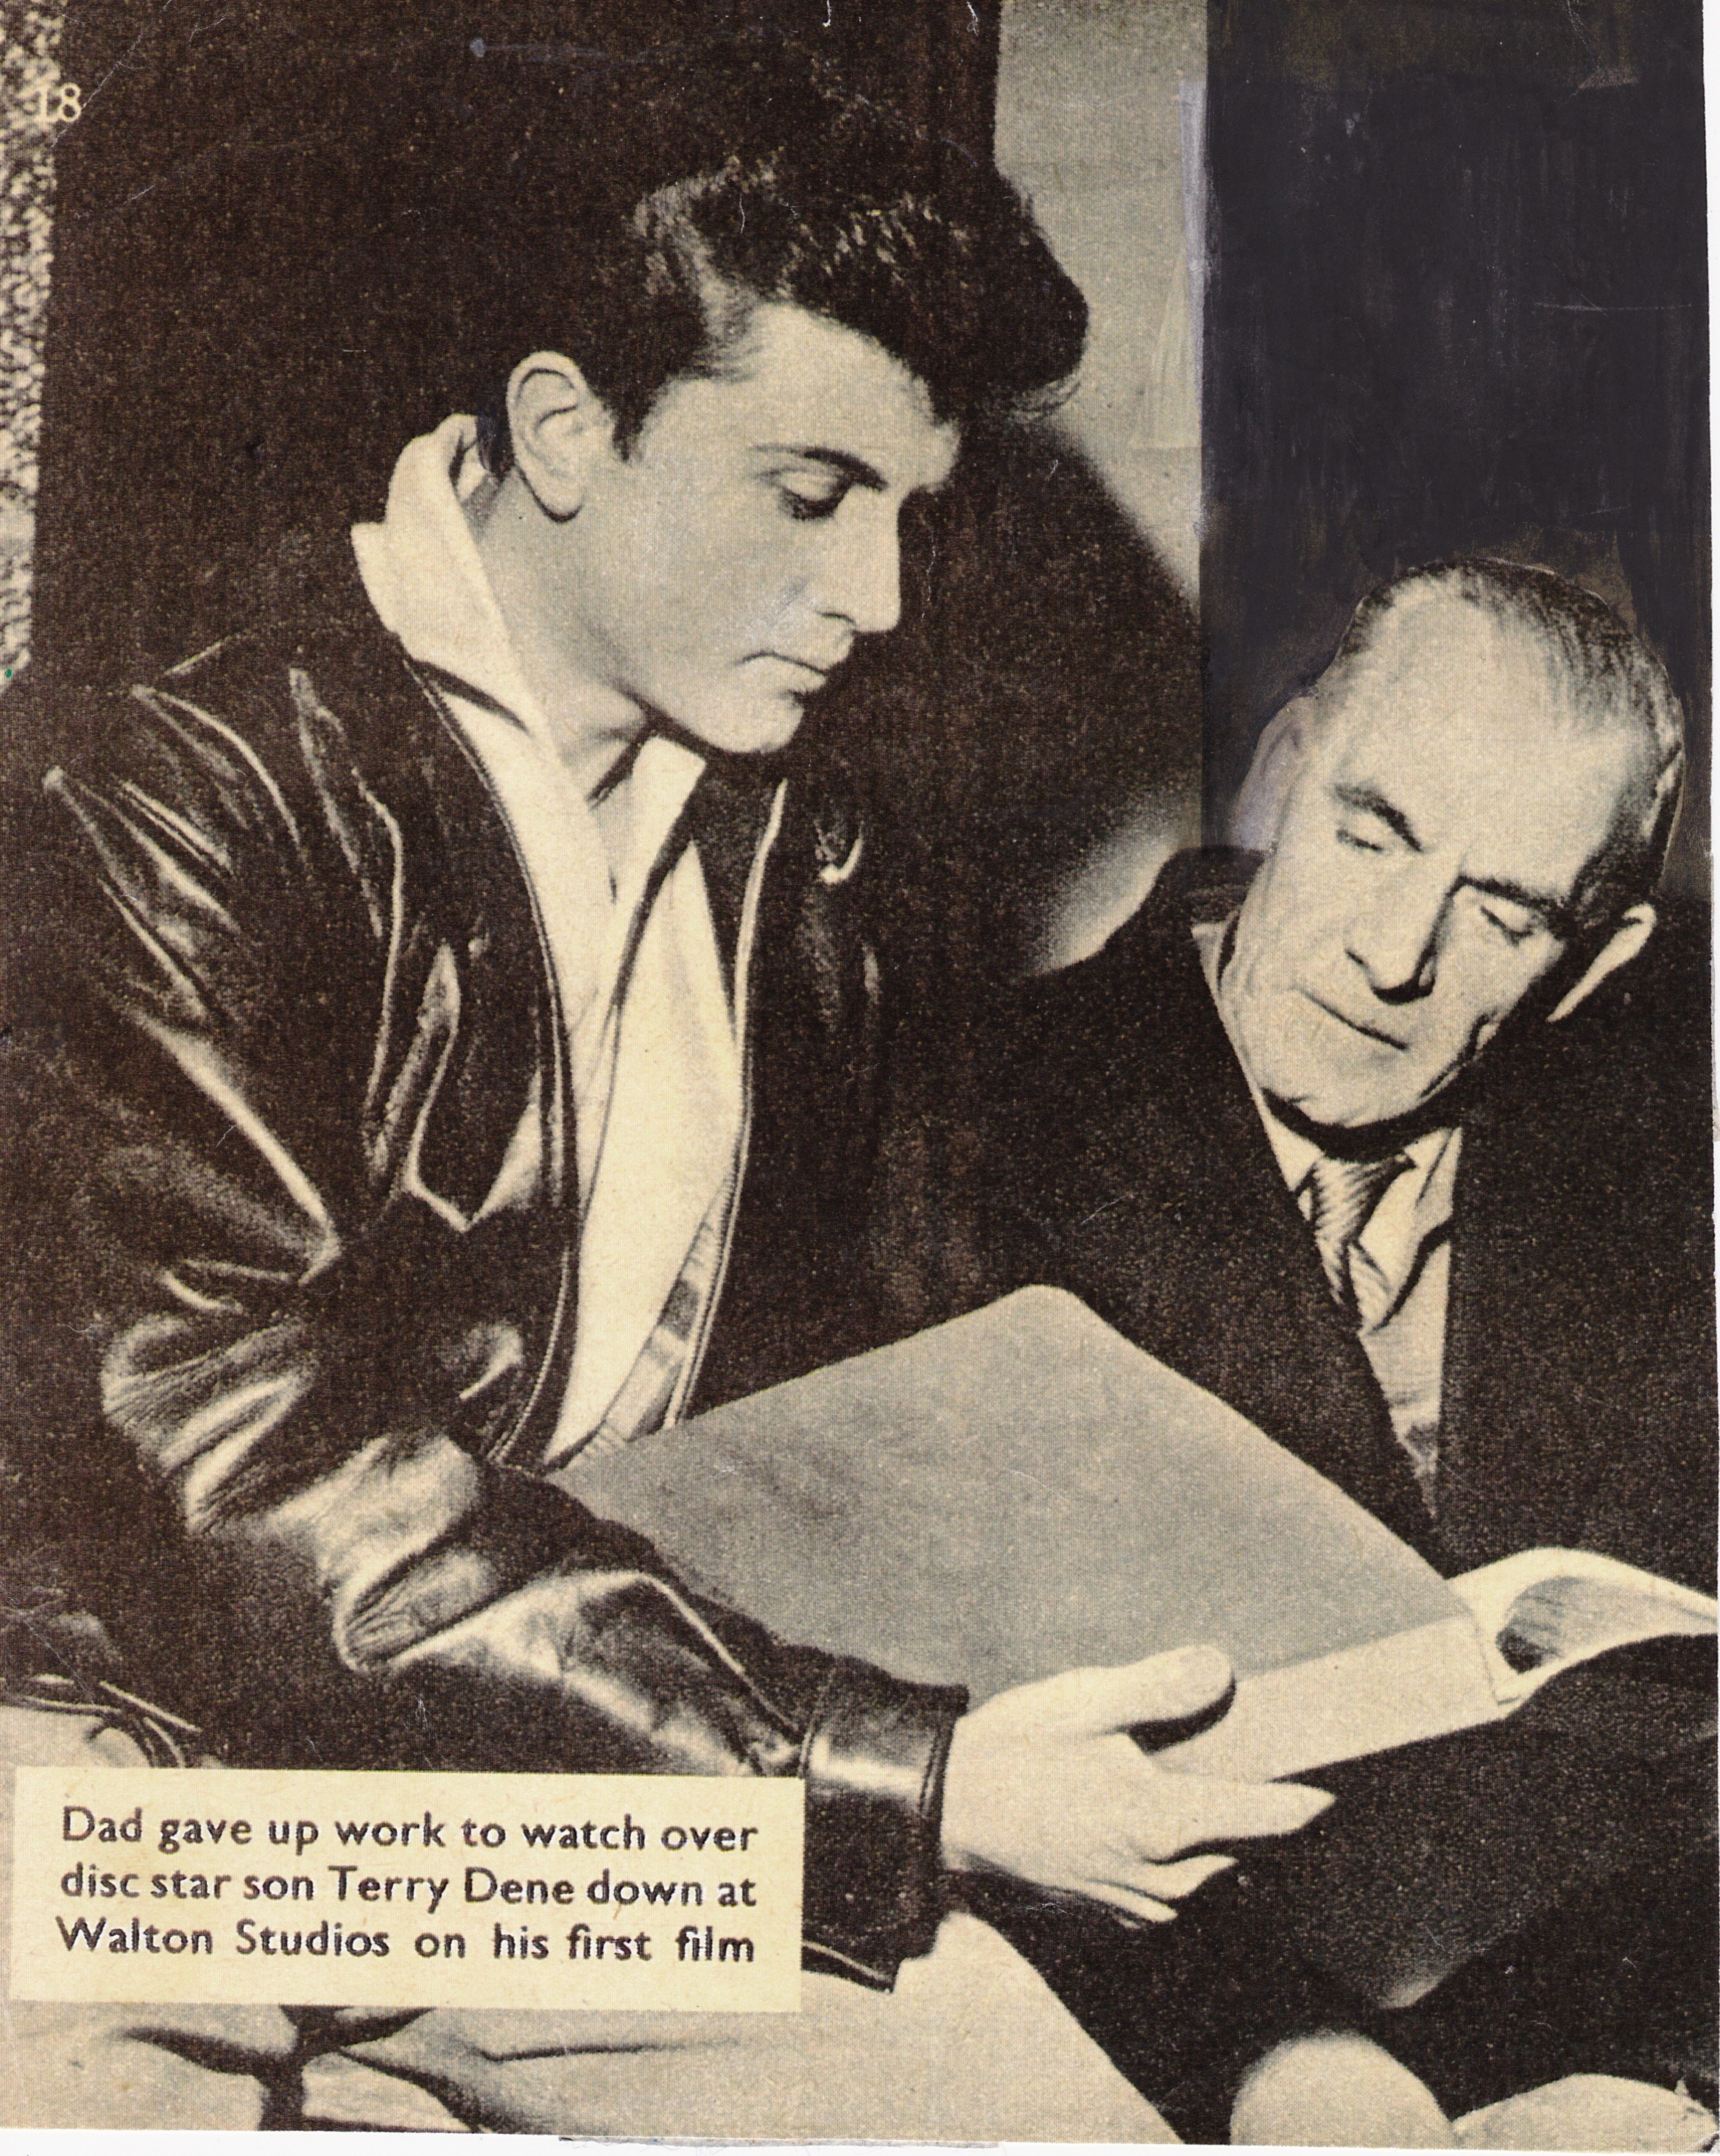 18
Dad gave up work to watch over
disc star son Terry Dene down at
Walton Studios on his first film